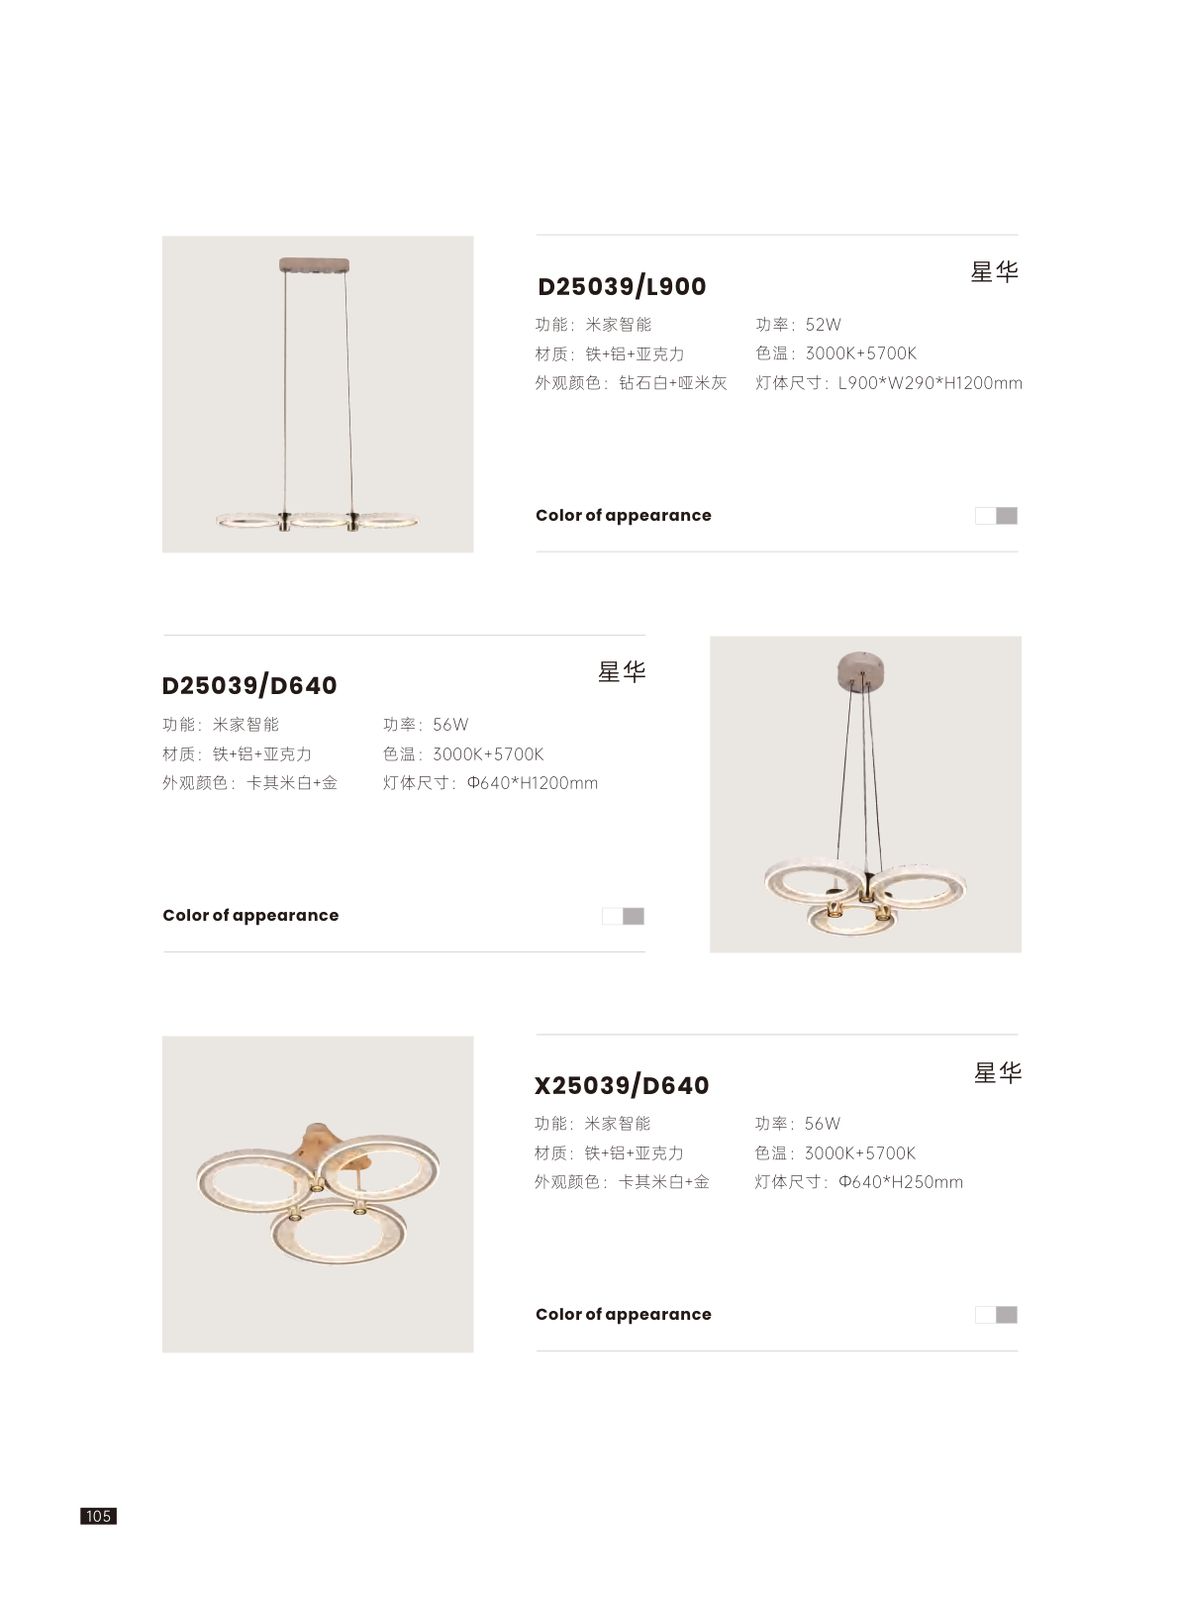 星华
D25039/L900
功能：米家智能 功率：52W
材质：铁+铝+亚克力 色温：3000K+5700K
外观颜色：钻石白+哑米灰 灯体尺寸：L900*W290*H1200mm
Color of appearance
星华
D25039/D640
功能：米家智能 功率：56W
材质：铁+铝+亚克力 色温：3000K+5700K
外观颜色：卡其米白+金 灯体尺寸：Φ640*H1200mm
Color of appearance
星华
X25039/D640
功能：米家智能 功率：56W
材质：铁+铝+亚克力 色温：3000K+5700K
外观颜色：卡其米白+金 灯体尺寸：Φ640*H250mm
Color of appearance
105